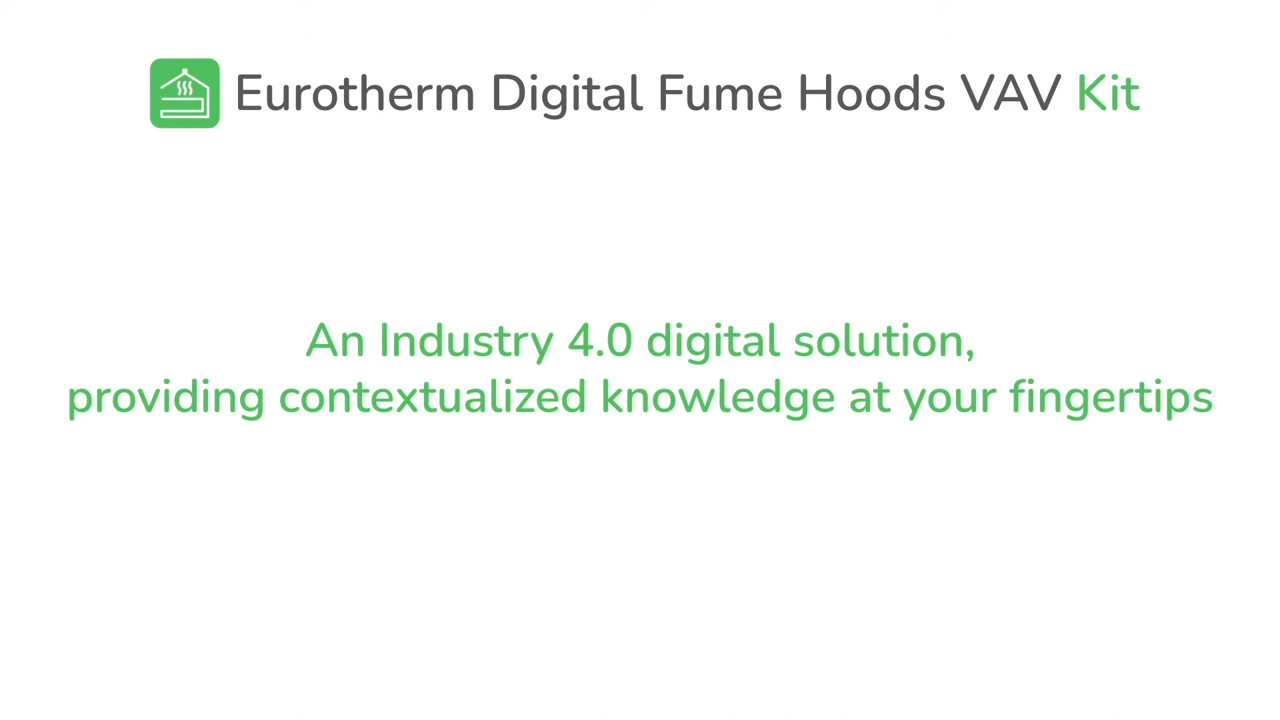 Eurotherm Digital Fume Hoods VAV Kit
An Industry 4.0 digital solution,
providing contextualized knowledge at your fingertips